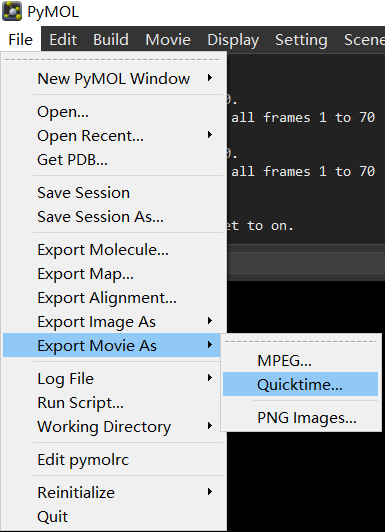 PyMOL
File Edit Build Movie Display Setting Scene
New PyMOL Window
Open...
Open Recent...
Get PDB...
Save Session
Save Session As...
Export Molecule...
Export Map...
Export Alignment...
Export Image As
Export Movie As
Log File
Run Script...
Working Directory
Edit pymolrc
Reinitialize
Quit
MPEG...
Quicktime...
PNG Images...
0.
all frames 1 to 70
0.
all frames 1 to 70
et to on.